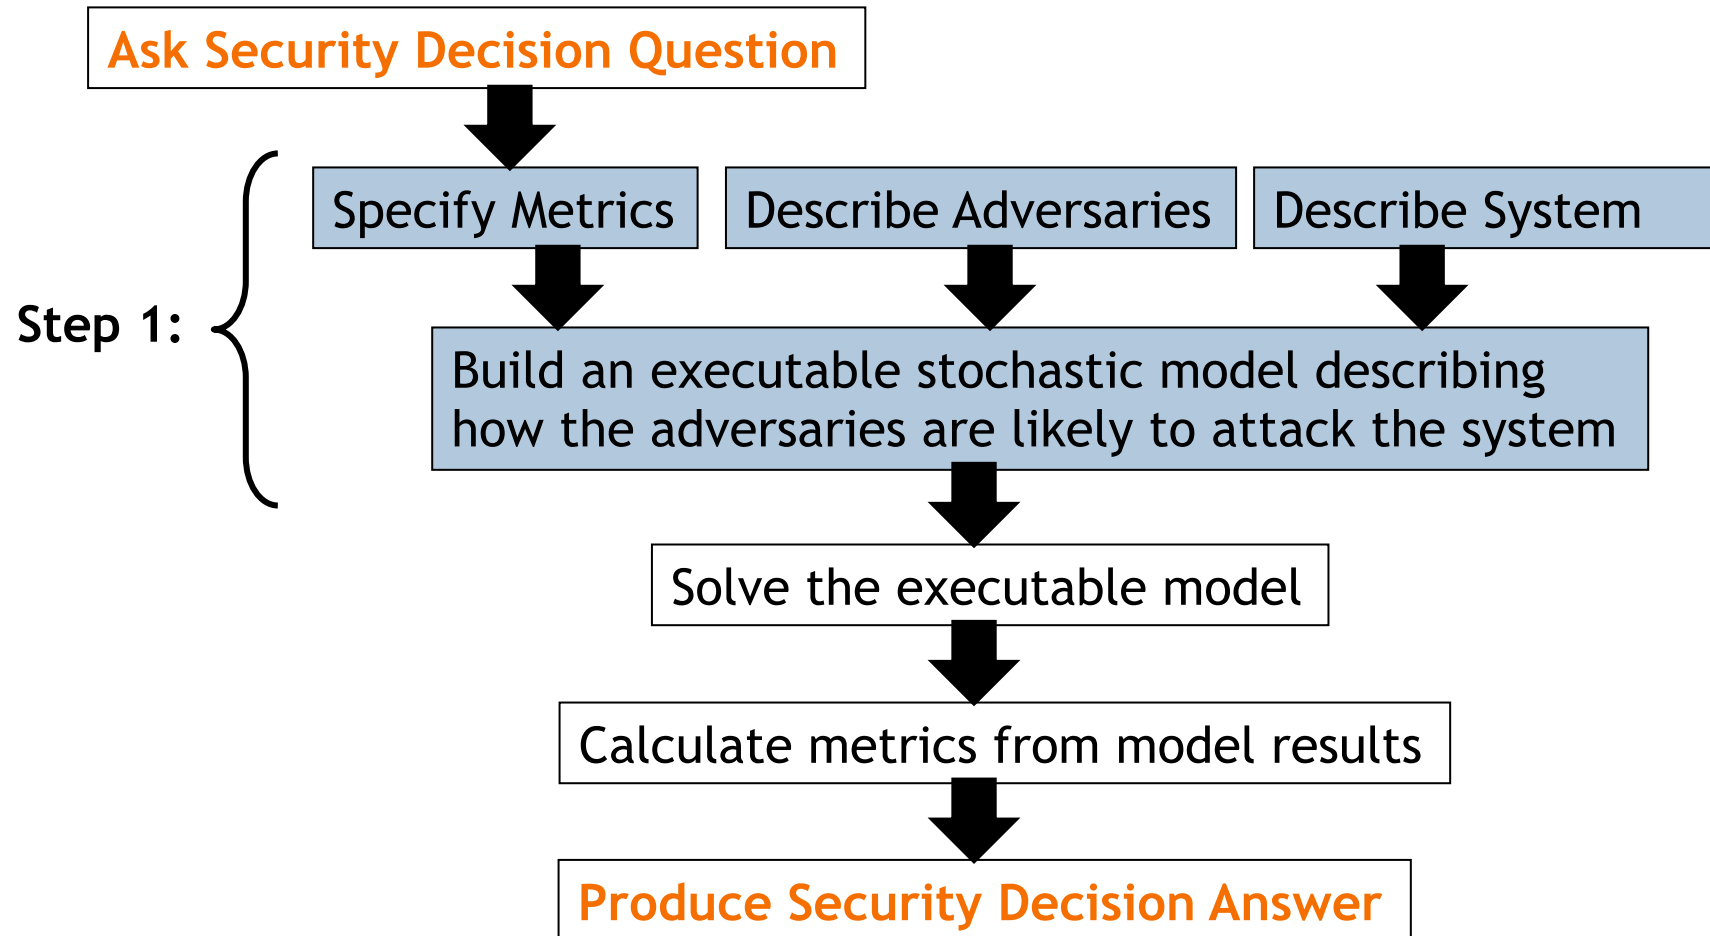 Ask Security Decision Question
Specify Metrics
Describe Adversaries
Describe System
Step 1:
Build an executable stochastic model describing
how the adversaries are likely to attack the system
Solve the executable model
Calculate metrics from model results
Produce Security Decision Answer